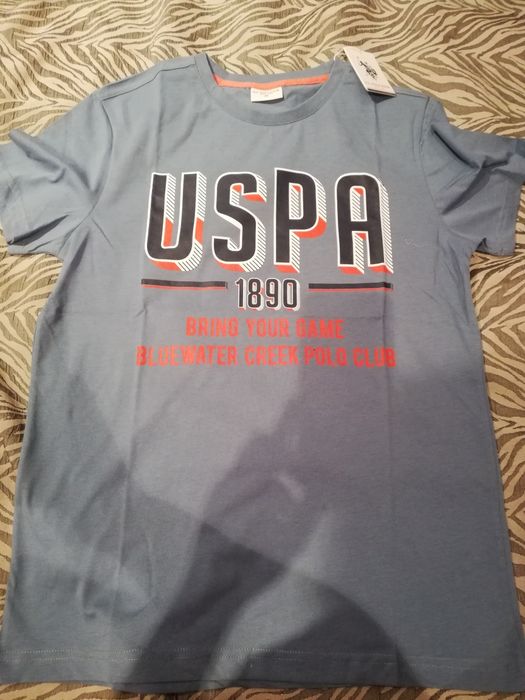 USPA
1890
BRING YOUR GAME
BLUEWATER CREEK POLO CLUB